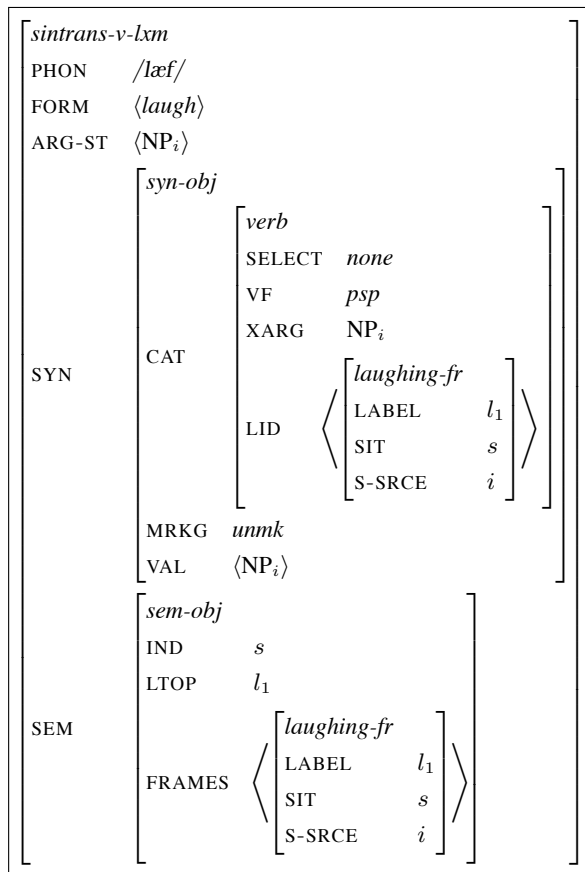 sintrans-v-lxm
PHON /læf/
FORM ⟨laugh⟩
ARG-ST ⟨NPᵢ⟩
syn-obj
verb
SELECT none
VF psp
XARG NPᵢ
CAT
SYN
laughing-fr
LABEL l₁
LID
SIT s
S-SRCE i
MRKG unmk
VAL ⟨NPᵢ⟩
sem-obj
IND s
LTOP l₁
SEM
laughing-fr
LABEL l₁
FRAMES
SIT s
S-SRCE i